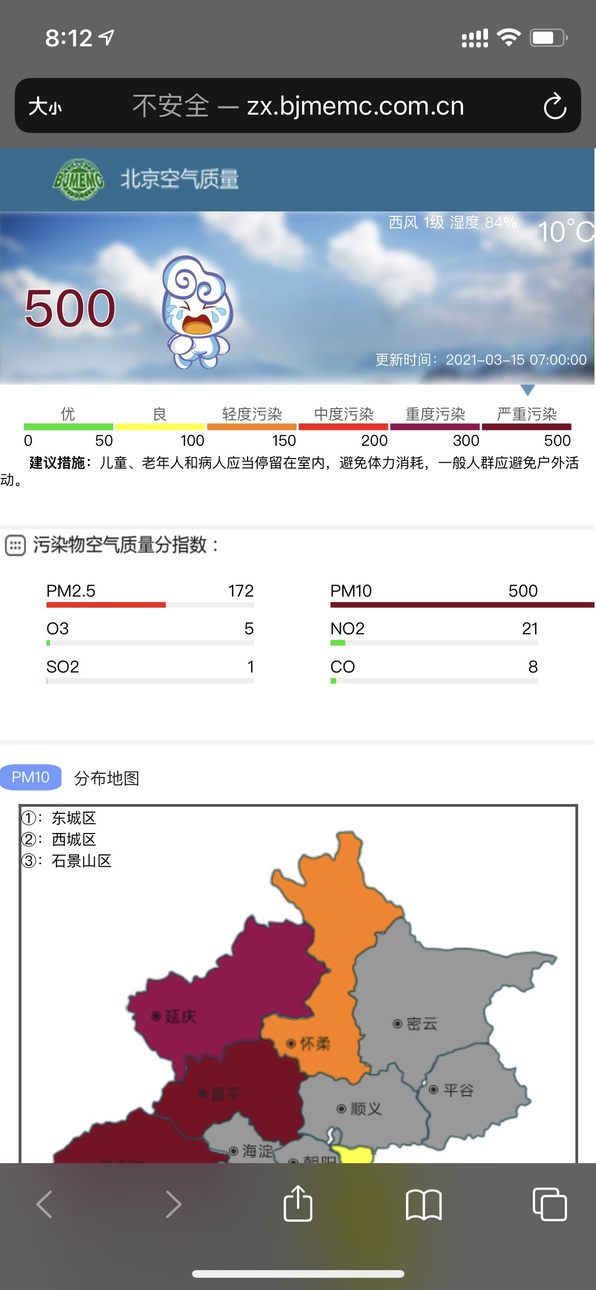 8:12
大小 不安全 — zx.bjmemc.com.cn
BJMEMC 北京空气质量
西风 1级 湿度 84%
10°C
500
更新时间：2021-03-15 07:00:00
优 良 轻度污染 中度污染 重度污染 严重污染
0 50 100 150 200 300 500
建议措施：儿童、老年人和病人应当停留在室内，避免体力消耗，一般人群应避免户外活
动。
污染物空气质量分指数：
PM2.5 172 PM10 500
O3 5 NO2 21
SO2 1 CO 8
PM10 分布地图
①：东城区
②：西城区
③：石景山区
延庆
密云
怀柔
平谷
昌平
顺义
海淀
朝阳